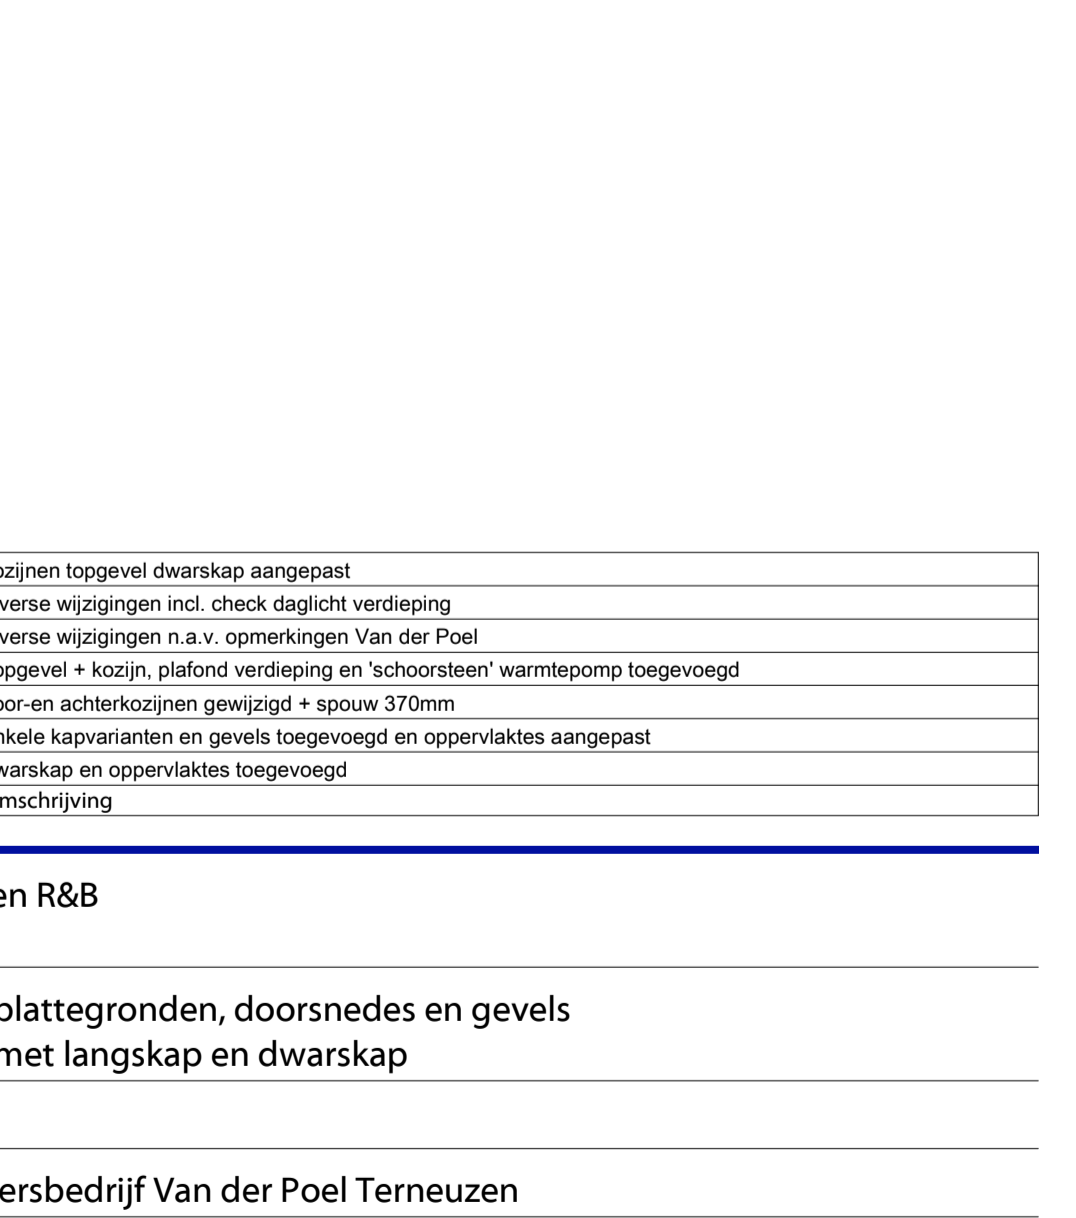 ozijnen topgevel dwarskap aangepast
verse wijzigingen incl. check daglicht verdieping
verse wijzigingen n.a.v. opmerkingen Van der Poel
opgevel + kozijn, plafond verdieping en 'schoorsteen' warmtepomp toegevoegd
oor-en achterkozijnen gewijzigd + spouw 370mm
nkele kapvarianten en gevels toegevoegd en oppervlaktes aangepast
warskap en oppervlaktes toegevoegd
mschrijving
en R&B
plattegronden, doorsnedes en gevels
met langskap en dwarskap
ersbedrijf Van der Poel Terneuzen